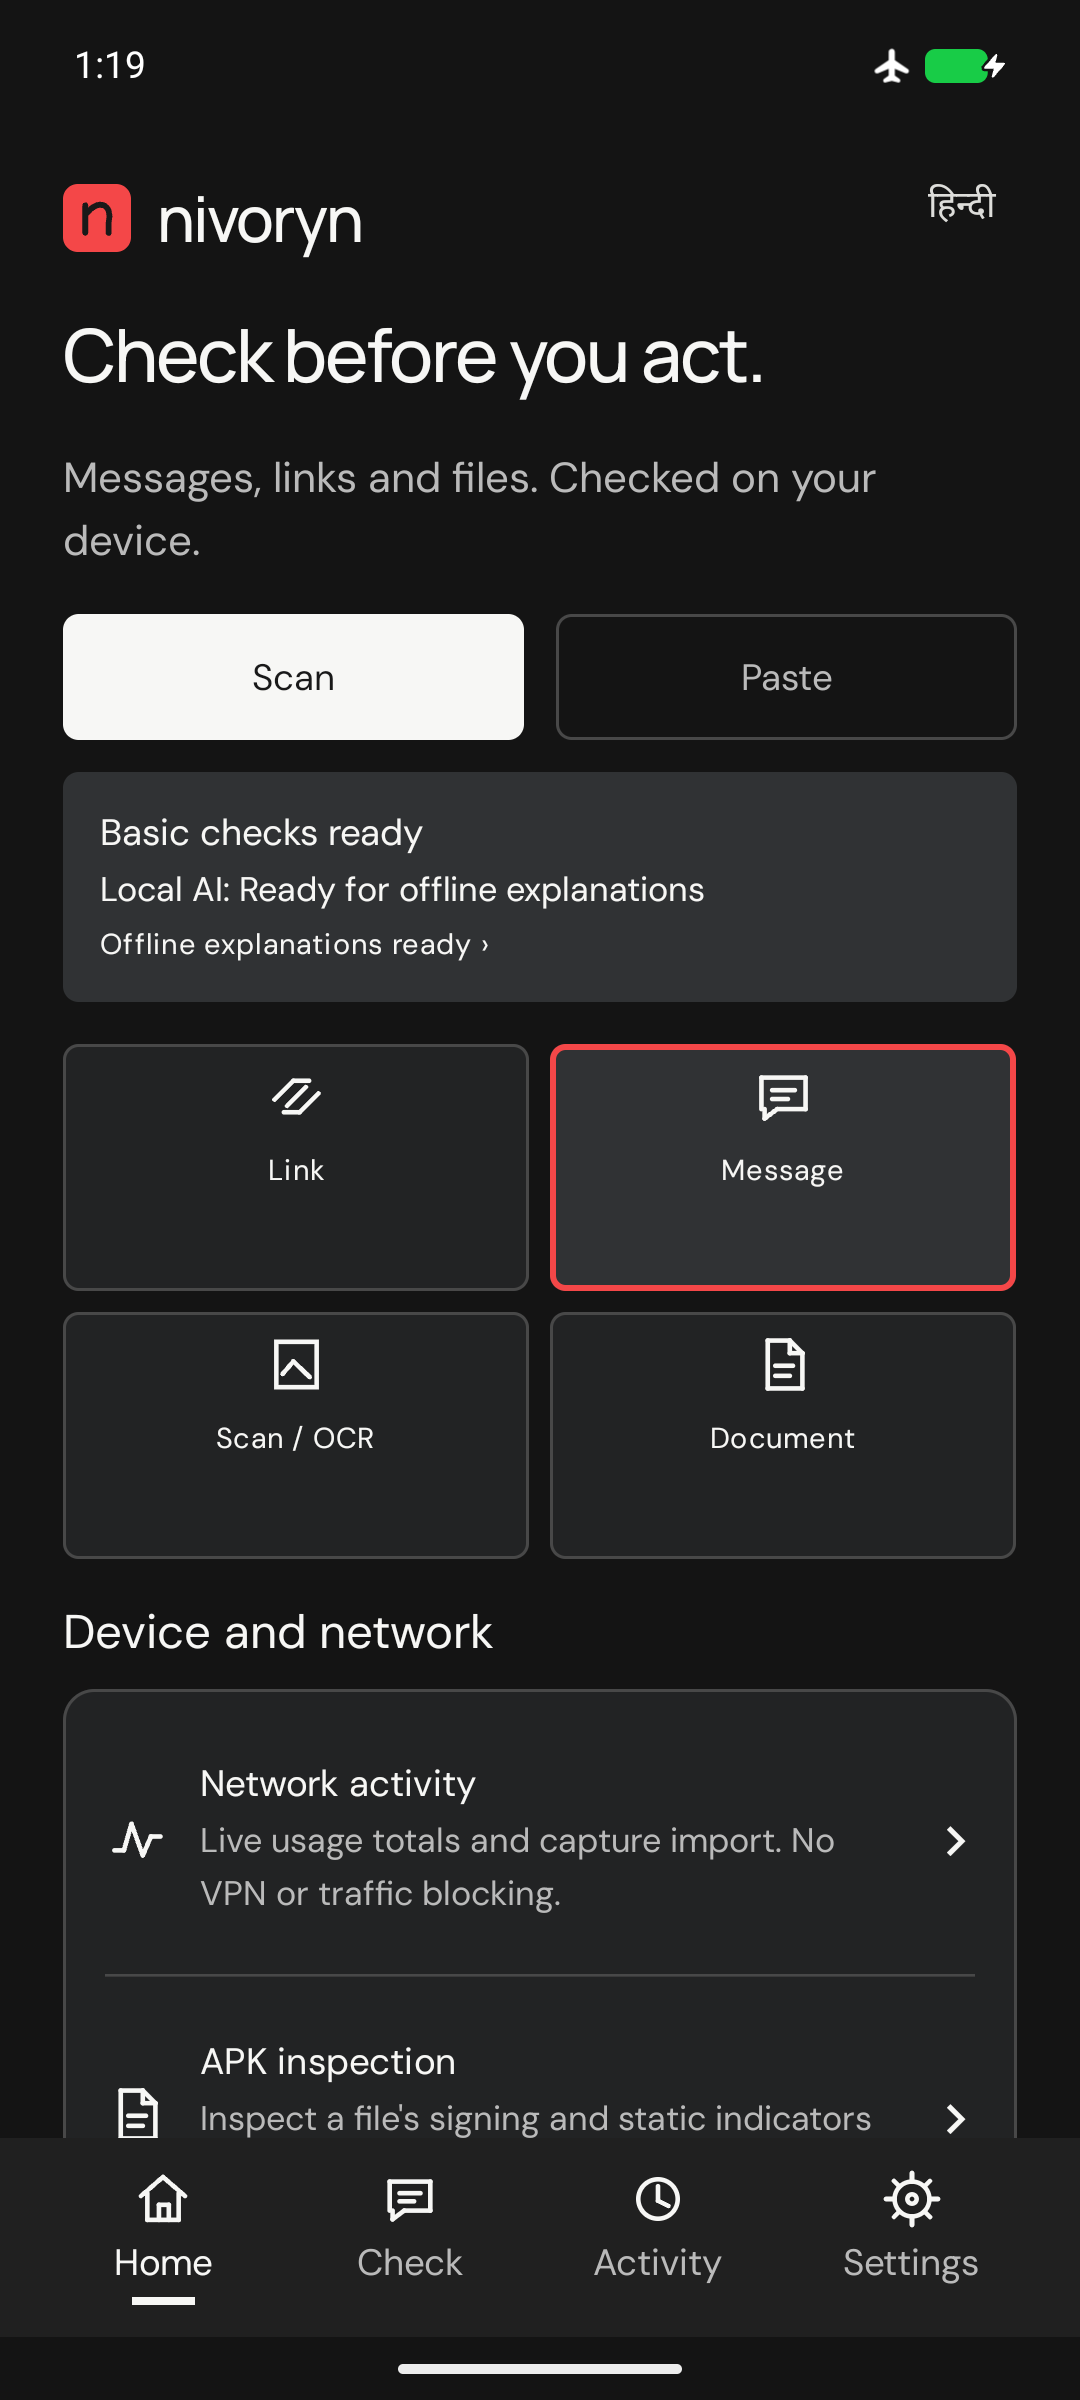 1:19
n nivoryn
हिन्दी
Check before you act.
Messages, links and files. Checked on your
device.
Scan
Paste
Basic checks ready
Local AI: Ready for offline explanations
Offline explanations ready ›
Link
Message
Scan / OCR
Document
Device and network
Network activity
Live usage totals and capture import. No
VPN or traffic blocking.
APK inspection
Inspect a file's signing and static indicators
Home
Check
Activity
Settings